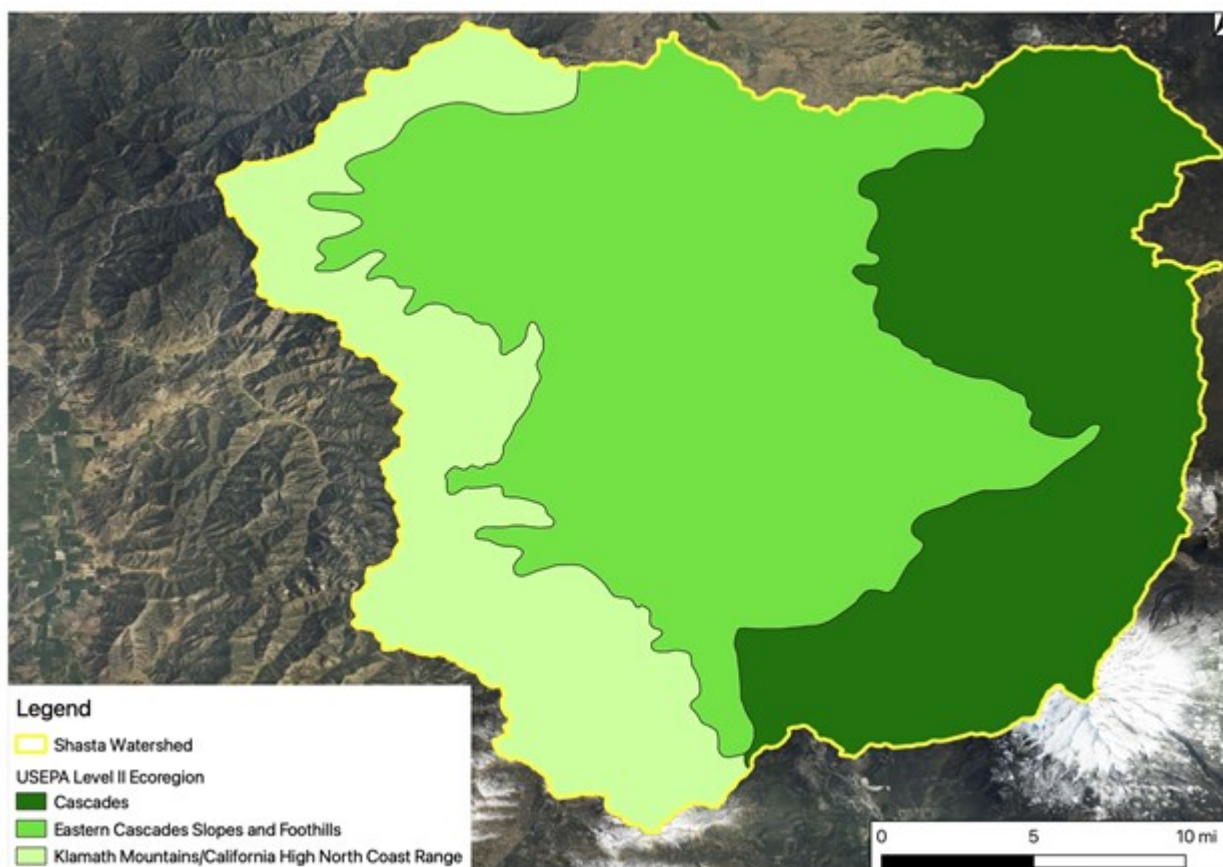 Legend
Shasta Watershed
USEPA Level II Ecoregion
Cascades
Eastern Cascades Slopes and Foothills
Klamath Mountains/California High North Coast Range
0 5 10 mi